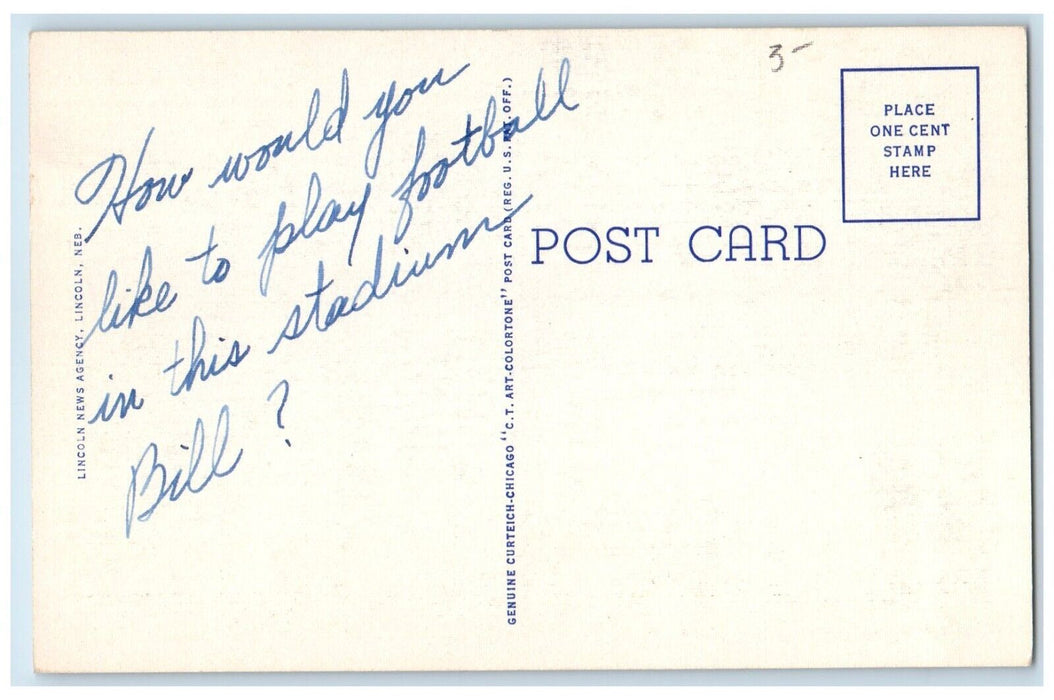 3-
PLACE
ONE CENT
STAMP
HERE
How would you
like to play football
in this stadium
Bill?
POST CARD
LINCOLN NEWS AGENCY, LINCOLN, NEB.
GENUINE CURTEICH-CHICAGO "C.T. ART-COLORTONE" POST CARD (REG. U.S. PAT. OFF.)